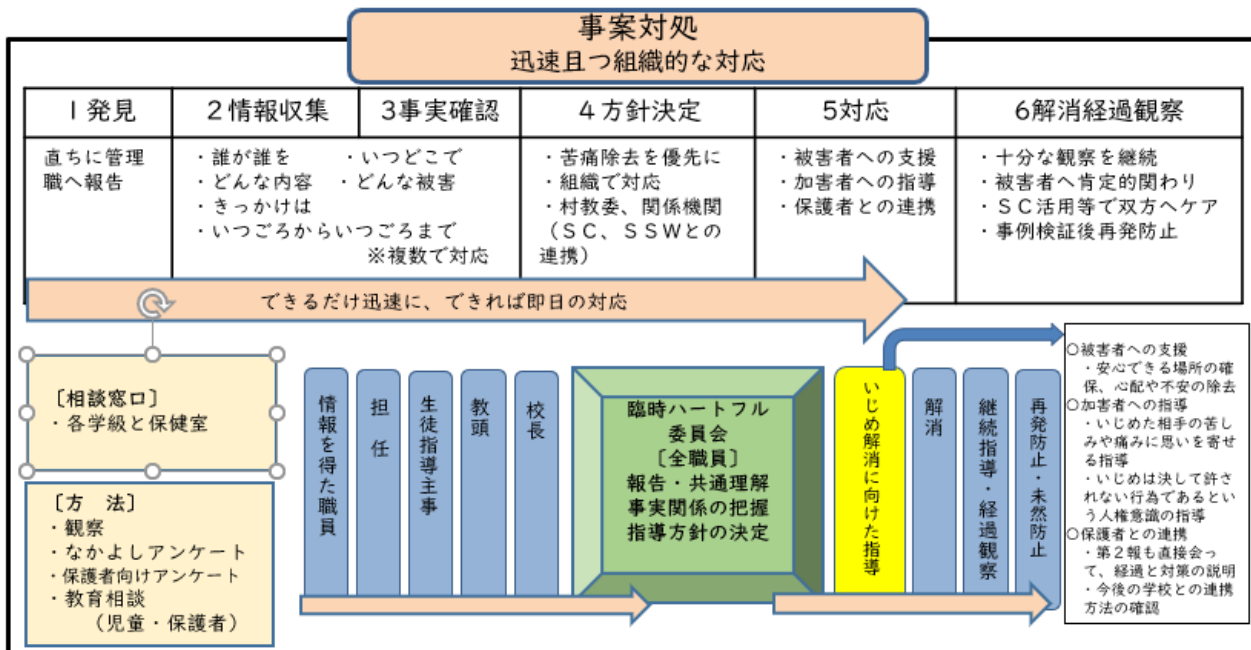 事案対処
迅速且つ組織的な対応
1発見
2情報収集
3事実確認
4方針決定
5対応
6解消経過観察
直ちに管理
職へ報告
・誰が誰を ・いつどこで
・どんな内容 ・どんな被害
・きっかけは
・いつごろからいつごろまで
※複数で対応
・苦痛除去を優先に
・組織で対応
・村教委、関係機関
（SC、SSWとの
連携）
・被害者への支援
・加害者への指導
・保護者との連携
・十分な観察を継続
・被害者へ肯定的関わり
・SC活用等で双方へケア
・事例検証後再発防止
できるだけ迅速に、できれば即日の対応
〔相談窓口〕
・各学級と保健室
〔方 法〕
・観察
・なかよしアンケート
・保護者向けアンケート
・教育相談
（児童・保護者）
情報を得た職員
担 任
生徒指導主事
教頭
校長
臨時ハートフル
委員会
〔全職員〕
報告・共通理解
事実関係の把握
指導方針の決定
いじめ解消に向けた指導
解消
継続指導・経過観察
再発防止・未然防止
○被害者への支援
・安心できる場所の確
保、心配や不安の除去
○加害者への指導
・いじめた相手の苦し
みや痛みに思いを寄せ
る指導
・いじめは決して許さ
れない行為であるとい
う人権意識の指導
○保護者との連携
・第2報も直接会っ
て、経過と対策の説明
・今後の学校との連携
方法の確認